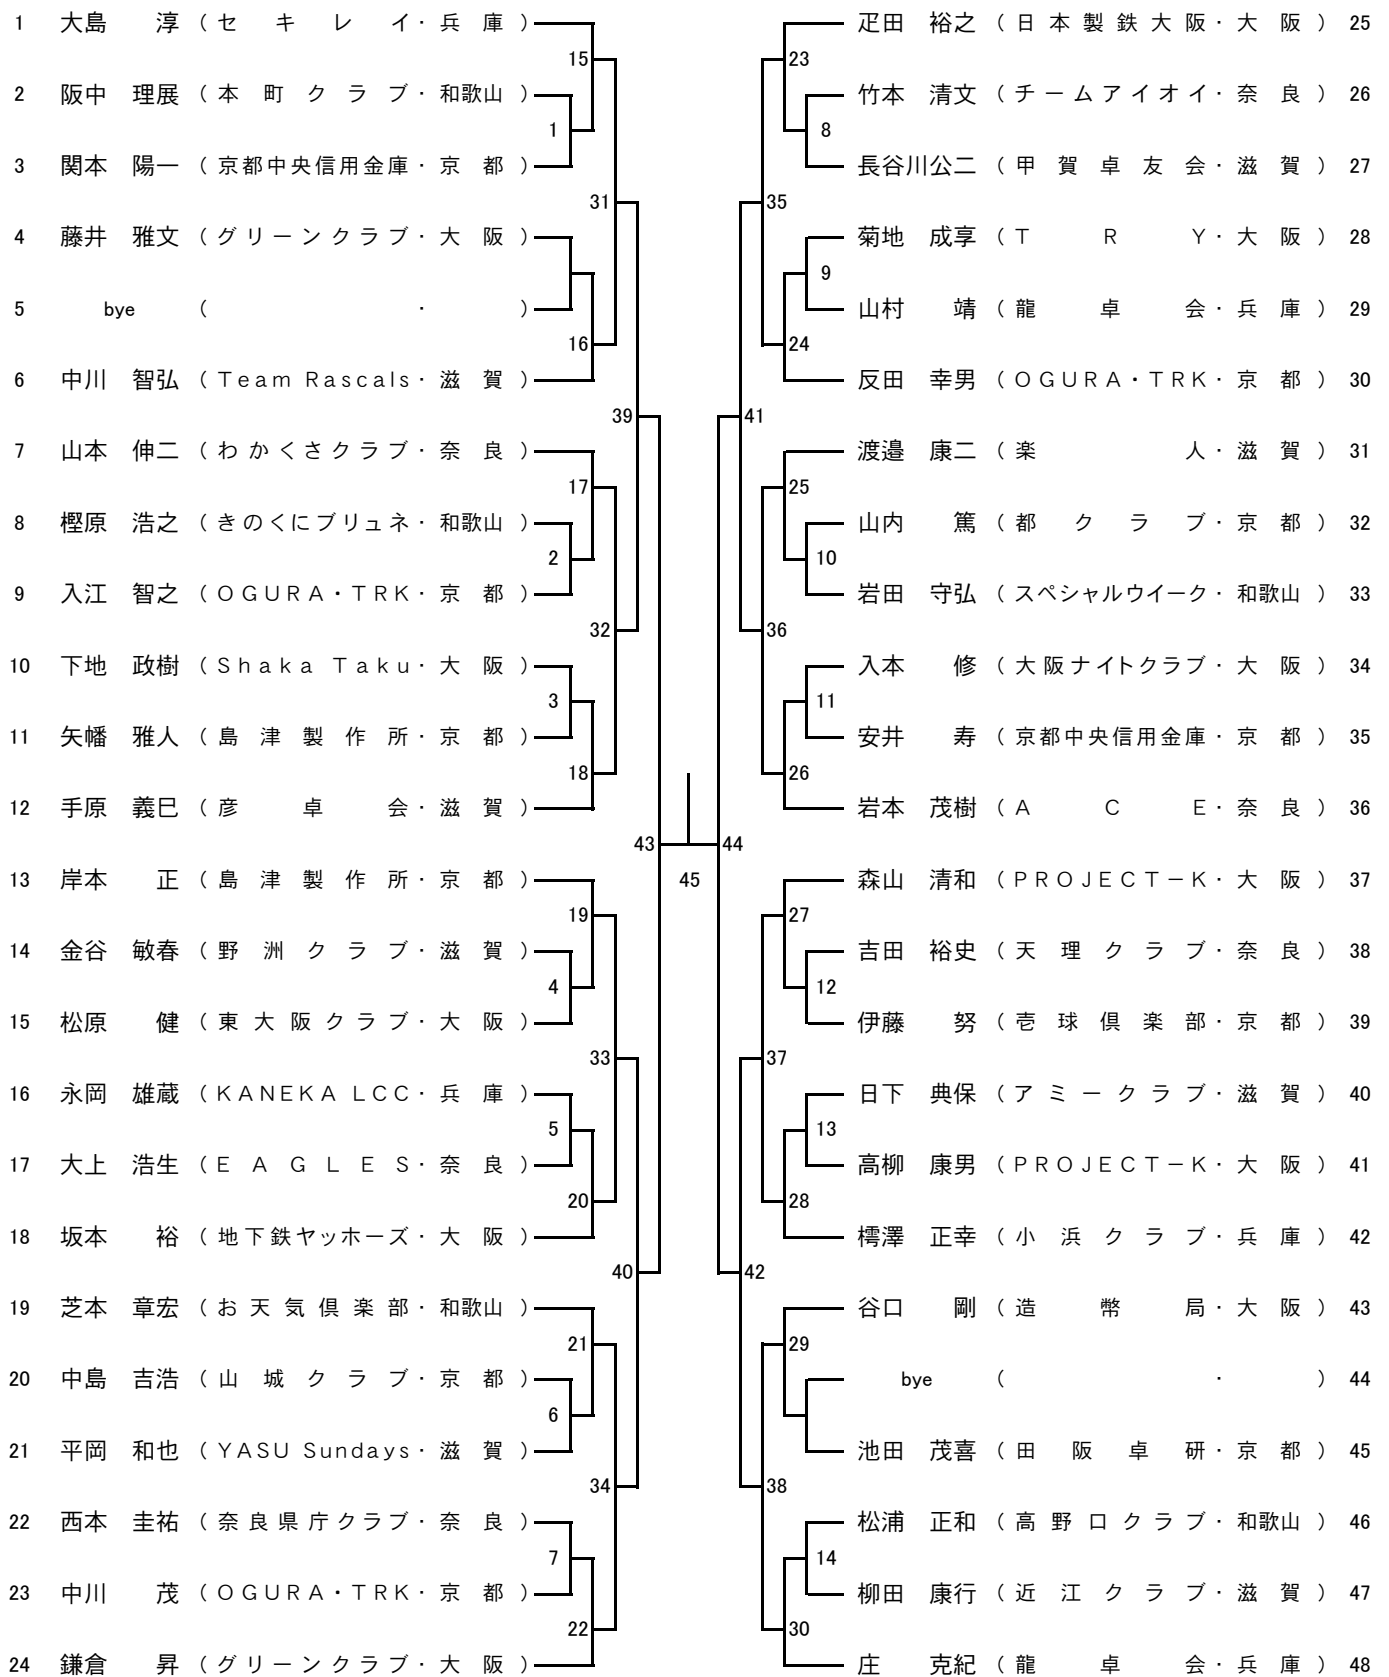 1 大島 淳 (セキレイ・兵庫)
15
2 阪中 理展 (本町クラブ・和歌山)
1
3 関本 陽一 (京都中央信用金庫・京都)
31
4 藤井 雅文 (グリーンクラブ・大阪)
5 bye ( ・ )
16
6 中川 智弘 (Team Rascals・滋賀)
39
7 山本 伸二 (わかくさクラブ・奈良)
17
8 樫原 浩之 (きのくにブリュネ・和歌山)
2
9 入江 智之 (OGURA・TRK・京都)
32
10 下地 政樹 (Shaka Taku・大阪)
3
11 矢幡 雅人 (島津製作所・京都)
18
12 手原 義巳 (彦卓会・滋賀)
43
13 岸本 正 (島津製作所・京都)
19
14 金谷 敏春 (野洲クラブ・滋賀)
4
15 松原 健 (東大阪クラブ・大阪)
33
16 永岡 雄蔵 (KANEKA LCC・兵庫)
5
17 大上 浩生 (EAGLES・奈良)
20
18 坂本 裕 (地下鉄ヤッホーズ・大阪)
40
19 芝本 章宏 (お天気倶楽部・和歌山)
21
20 中島 吉浩 (山城クラブ・京都)
6
21 平岡 和也 (YASU Sundays・滋賀)
34
22 西本 圭祐 (奈良県庁クラブ・奈良)
7
23 中川 茂 (OGURA・TRK・京都)
22
24 鎌倉 昇 (グリーンクラブ・大阪)
45
疋田 裕之 (日本製鉄大阪・大阪) 25
23
竹本 清文 (チームアイオイ・奈良) 26
8
長谷川公二 (甲賀卓友会・滋賀) 27
35
菊地 成享 (TRY・大阪) 28
9
山村 靖 (龍卓会・兵庫) 29
24
反田 幸男 (OGURA・TRK・京都) 30
41
渡邉 康二 (楽人・滋賀) 31
25
山内 篤 (都クラブ・京都) 32
10
岩田 守弘 (スペシャルウイーク・和歌山) 33
36
入本 修 (大阪ナイトクラブ・大阪) 34
11
安井 寿 (京都中央信用金庫・京都) 35
26
岩本 茂樹 (ACE・奈良) 36
44
森山 清和 (PROJECT－K・大阪) 37
27
吉田 裕史 (天理クラブ・奈良) 38
12
伊藤 努 (壱球倶楽部・京都) 39
37
日下 典保 (アミークラブ・滋賀) 40
13
高柳 康男 (PROJECT－K・大阪) 41
28
樗澤 正幸 (小浜クラブ・兵庫) 42
42
谷口 剛 (造幣局・大阪) 43
29
bye ( ・ ) 44
池田 茂喜 (田阪卓研・京都) 45
38
松浦 正和 (高野口クラブ・和歌山) 46
14
柳田 康行 (近江クラブ・滋賀) 47
30
庄 克紀 (龍卓会・兵庫) 48